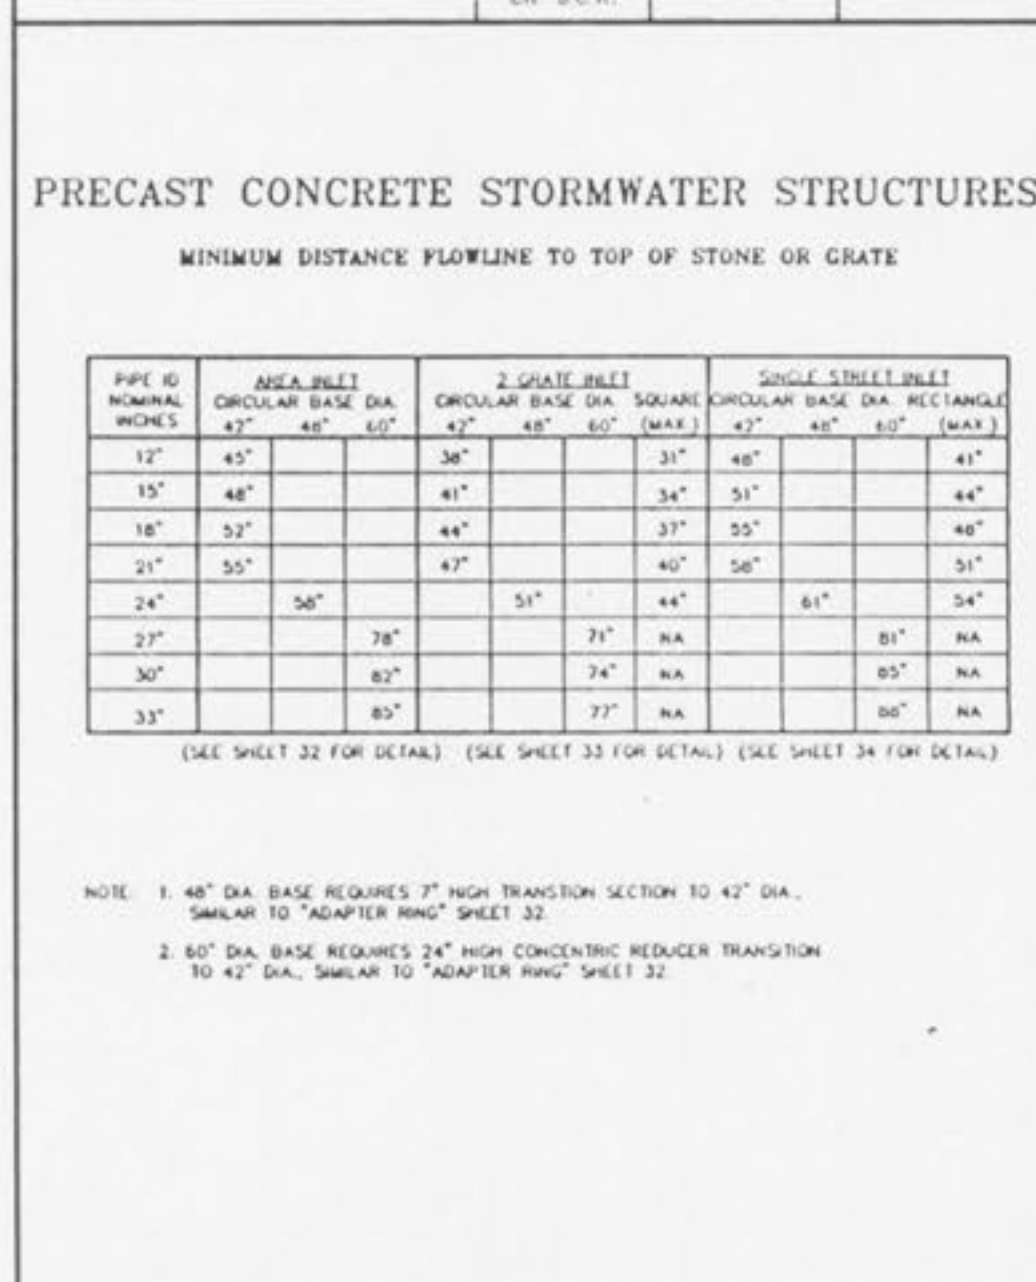 PRECAST CONCRETE STORMWATER STRUCTURES
MINIMUM DISTANCE FLOWLINE TO TOP OF STONE OR GRATE
PIPE ID NOMINAL INCHES
AREA INLET 2 GRATE INLET SINGLE STREET INLET
CIRCULAR BASE DIA. CIRCULAR BASE DIA. SQUARE CIRCULAR BASE DIA. RECTANGLE
42" 48" 60" 42" 48" 60" (MAX.) 42" 48" 60" (MAX.)
12" 45" 38" 31" 48" 41"
15" 48" 41" 34" 51" 44"
18" 52" 44" 37" 55" 48"
21" 55" 47" 40" 58" 51"
24" 58" 51" 44" 61" 54"
27" 78" 71" NA 81" NA
30" 82" 74" NA 85" NA
33" 85" 77" NA 88" NA
(SEE SHEET 32 FOR DETAIL) (SEE SHEET 33 FOR DETAIL) (SEE SHEET 34 FOR DETAIL)
NOTE: 1. 48" DIA. BASE REQUIRES 7" HIGH TRANSTION SECTION TO 42" DIA.,
SIMILAR TO "ADAPTER RING" SHEET 32.
2. 60" DIA. BASE REQUIRES 24" HIGH CONCENTRIC REDUCER TRANSITION
TO 42" DIA., SIMILAR TO "ADAPTER RING" SHEET 32.